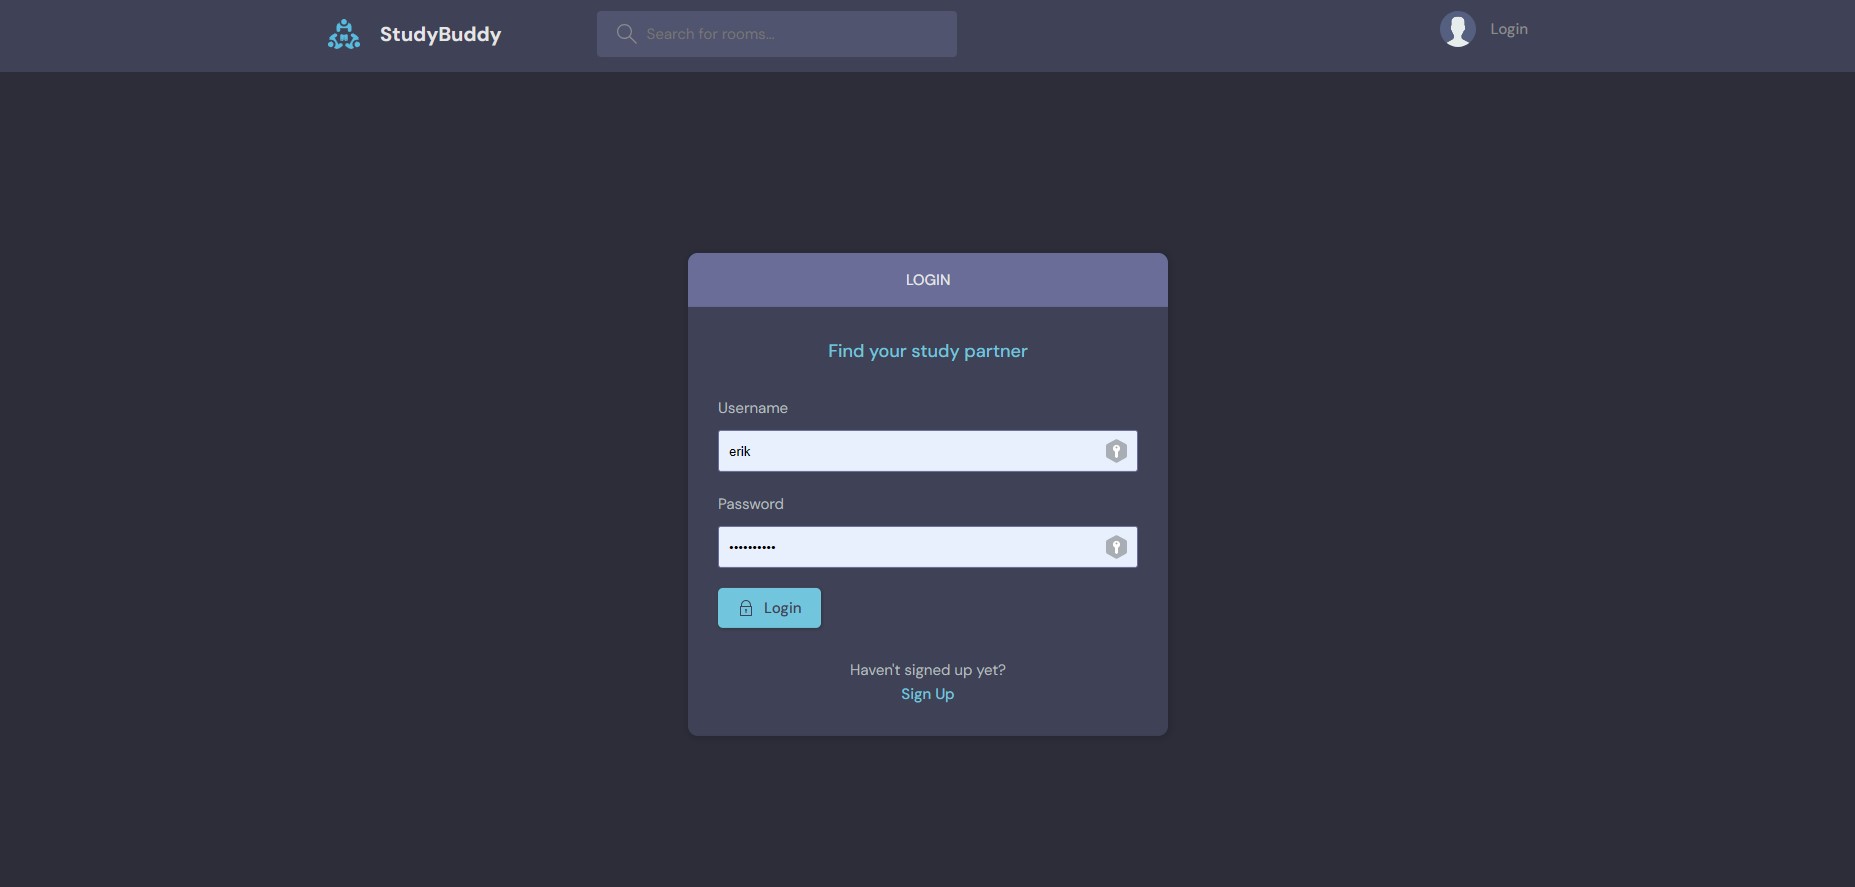 StudyBuddy
Search for rooms...
Login
LOGIN
Find your study partner
Username
erik
Password
••••••••••
Login
Haven't signed up yet?
Sign Up